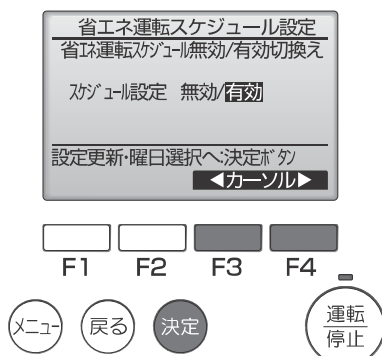 省エネ運転スケジュール設定
省エネ運転スケジュール無効/有効切換え
スケジュール設定 無効/有効
設定更新・曜日選択へ:決定ボタン
◀カーソル▶
F1 F2 F3 F4
メニュー 戻る 決定 運転
停止